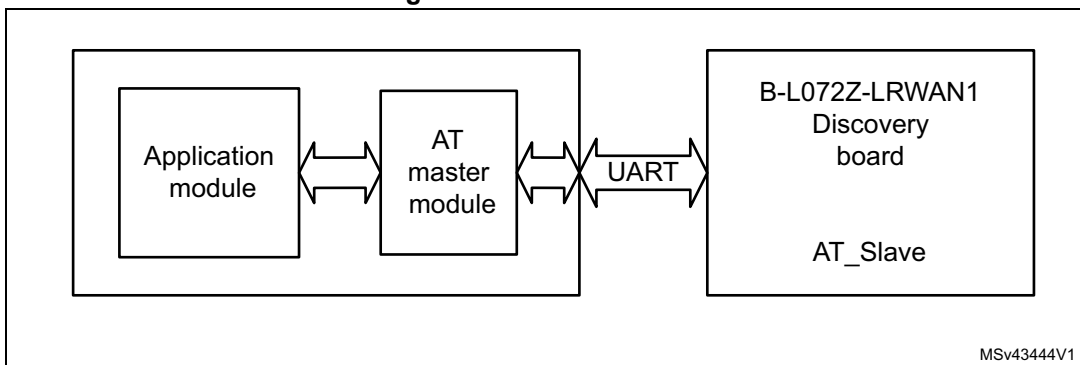 Application
module
AT
master
module
UART
B-L072Z-LRWAN1
Discovery
board
AT_Slave
MSv43444V1